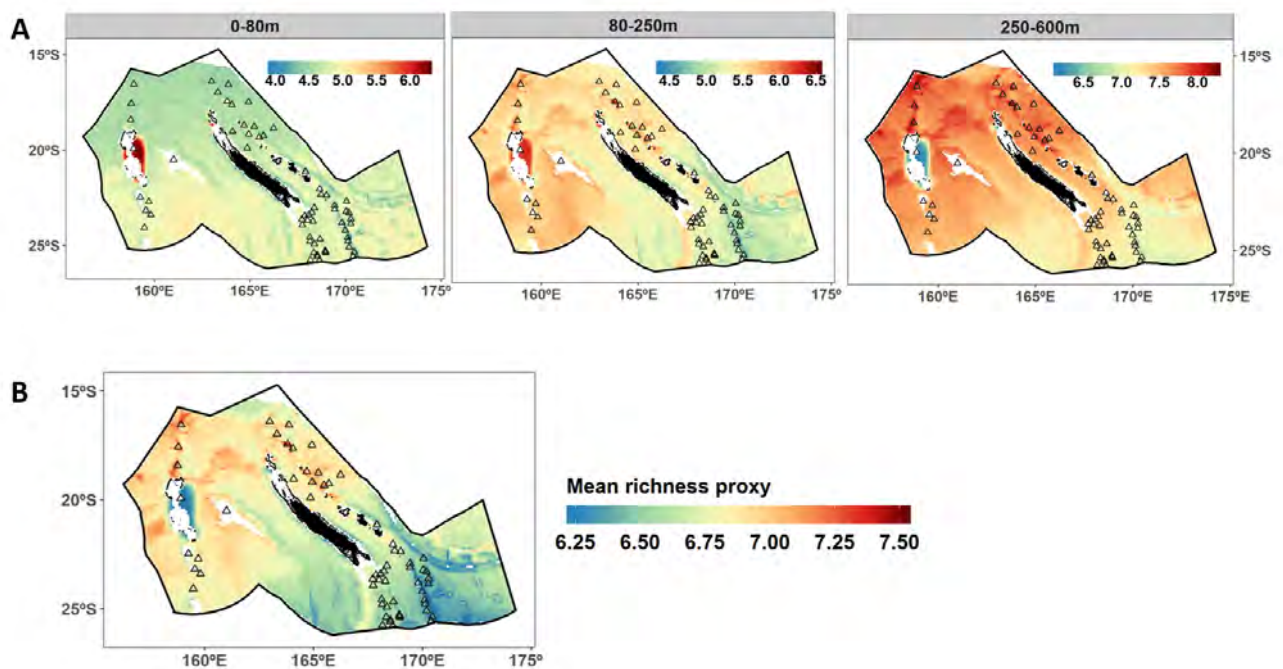 A
0-80m
80-250m
250-600m
4.0 4.5 5.0 5.5 6.0
4.5 5.0 5.5 6.0 6.5
6.5 7.0 7.5 8.0
15ºS
20ºS
25ºS
15ºS
20ºS
25ºS
160ºE 165ºE 170ºE 175º
160ºE 165ºE 170ºE 175º
160ºE 165ºE 170ºE 175ºE
B
15ºS
20ºS
25ºS
160ºE 165ºE 170ºE 175º
Mean richness proxy
6.25 6.50 6.75 7.00 7.25 7.50